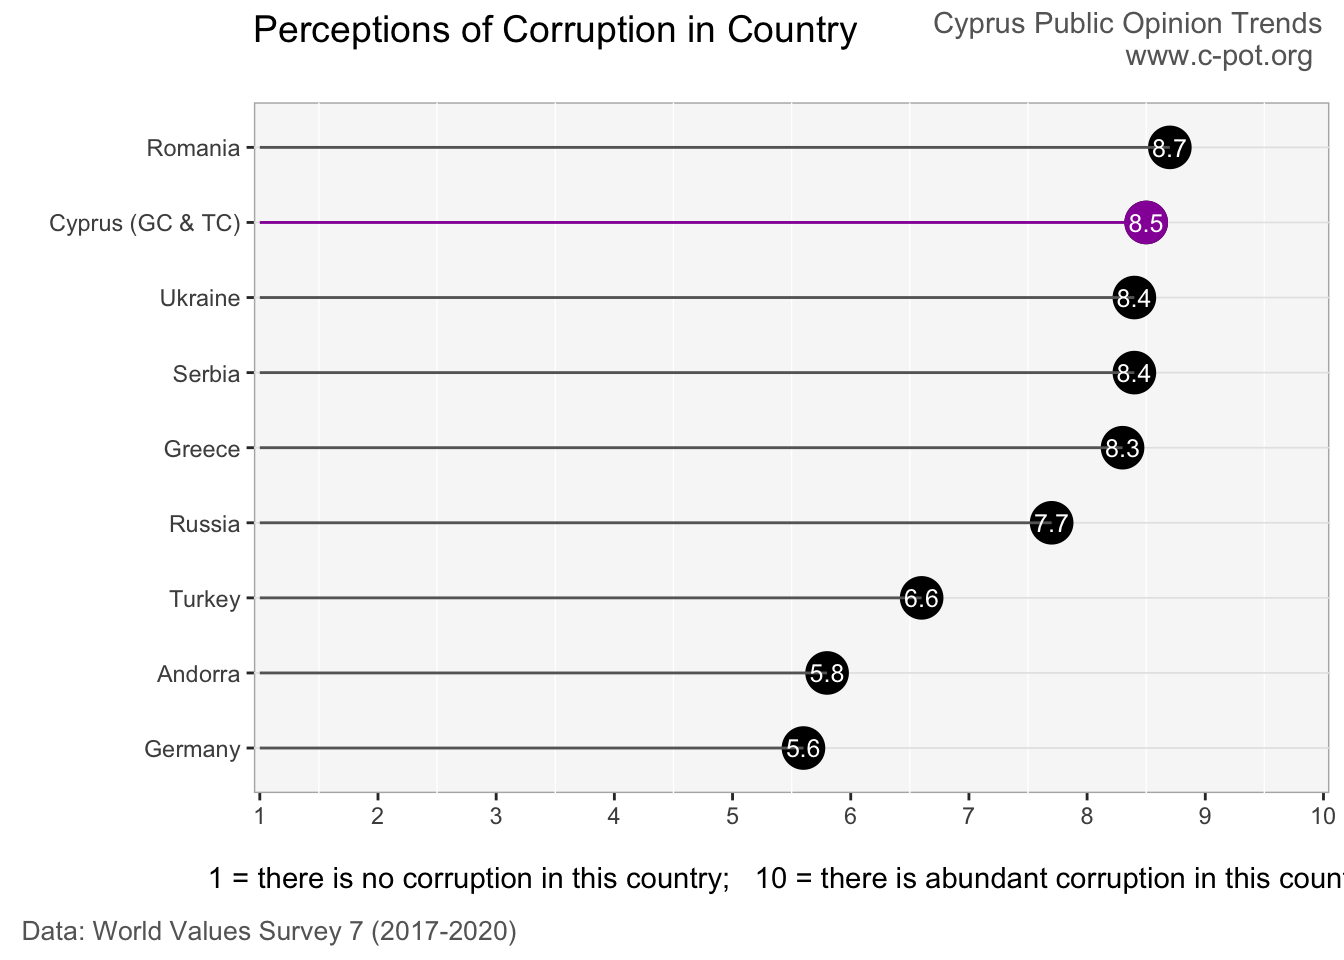 Perceptions of Corruption in Country
Cyprus Public Opinion Trends
www.c-pot.org
Romania 8.7
Cyprus (GC & TC) 8.5
Ukraine 8.4
Serbia 8.4
Greece 8.3
Russia 7.7
Turkey 6.6
Andorra 5.8
Germany 5.6
1 2 3 4 5 6 7 8 9 10
1 = there is no corruption in this country; 10 = there is abundant corruption in this coun
Data: World Values Survey 7 (2017-2020)